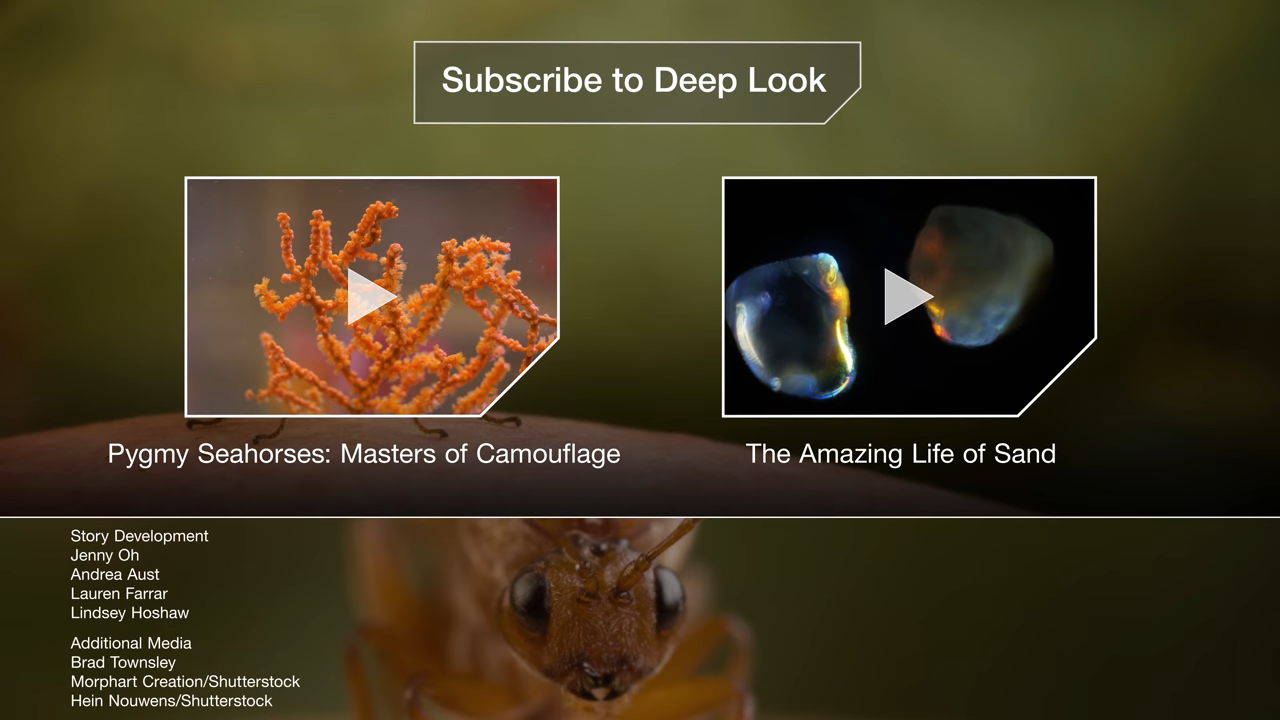 Subscribe to Deep Look
Pygmy Seahorses: Masters of Camouflage
The Amazing Life of Sand
Story Development
Jenny Oh
Andrea Aust
Lauren Farrar
Lindsey Hoshaw
Additional Media
Brad Townsley
Morphart Creation/Shutterstock
Hein Nouwens/Shutterstock